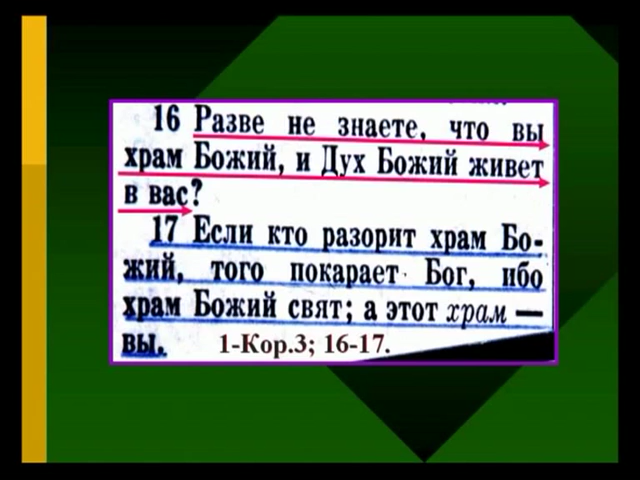 16 Разве не знаете, что вы
храм Божий, и Дух Божий живет
в вас?
17 Если кто разорит храм Бо-
жий, того покарает Бог, ибо
храм Божий свят; а этот храм —
вы. 1-Кор.3; 16-17.